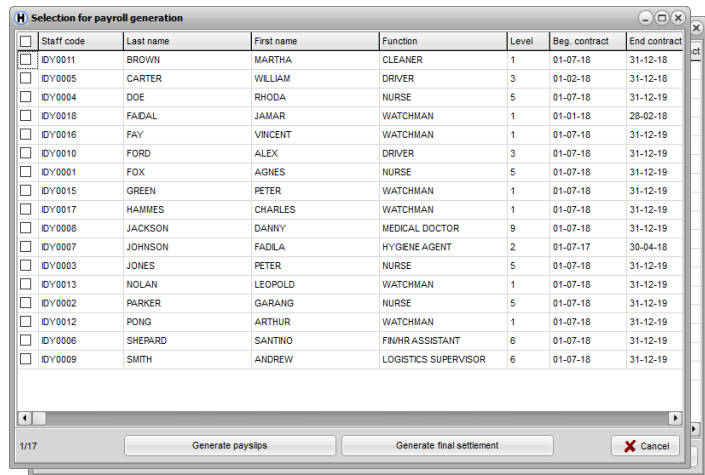 H Selection for payroll generation
Staff code Last name First name Function Level Beg. contract End contract
IDY0011 BROWN MARTHA CLEANER 1 01-07-18 31-12-18
IDY0005 CARTER WILLIAM DRIVER 3 01-02-18 31-12-18
IDY0004 DOE RHODA NURSE 5 01-07-18 31-12-19
IDY0018 FAIDAL JAMAR WATCHMAN 1 01-01-18 28-02-18
IDY0016 FAY VINCENT WATCHMAN 1 01-07-18 31-12-19
IDY0010 FORD ALEX DRIVER 3 01-07-18 31-12-19
IDY0001 FOX AGNES NURSE 5 01-07-18 31-12-19
IDY0015 GREEN PETER WATCHMAN 1 01-07-18 31-12-19
IDY0017 HAMMES CHARLES WATCHMAN 1 01-07-18 31-12-19
IDY0008 JACKSON DANNY MEDICAL DOCTOR 9 01-07-18 31-12-19
IDY0007 JOHNSON FADILA HYGIENE AGENT 2 01-07-17 30-04-18
IDY0003 JONES PETER NURSE 5 01-07-18 31-12-19
IDY0013 NOLAN LEOPOLD WATCHMAN 1 01-07-18 31-12-19
IDY0002 PARKER GARANG NURSE 5 01-07-18 31-12-19
IDY0012 PONG ARTHUR WATCHMAN 1 01-07-18 31-12-19
IDY0006 SHEPARD SANTINO FIN/HR ASSISTANT 6 01-07-18 31-12-19
IDY0009 SMITH ANDREW LOGISTICS SUPERVISOR 6 01-07-18 31-12-19
1/17 Generate payslips Generate final settlement Cancel